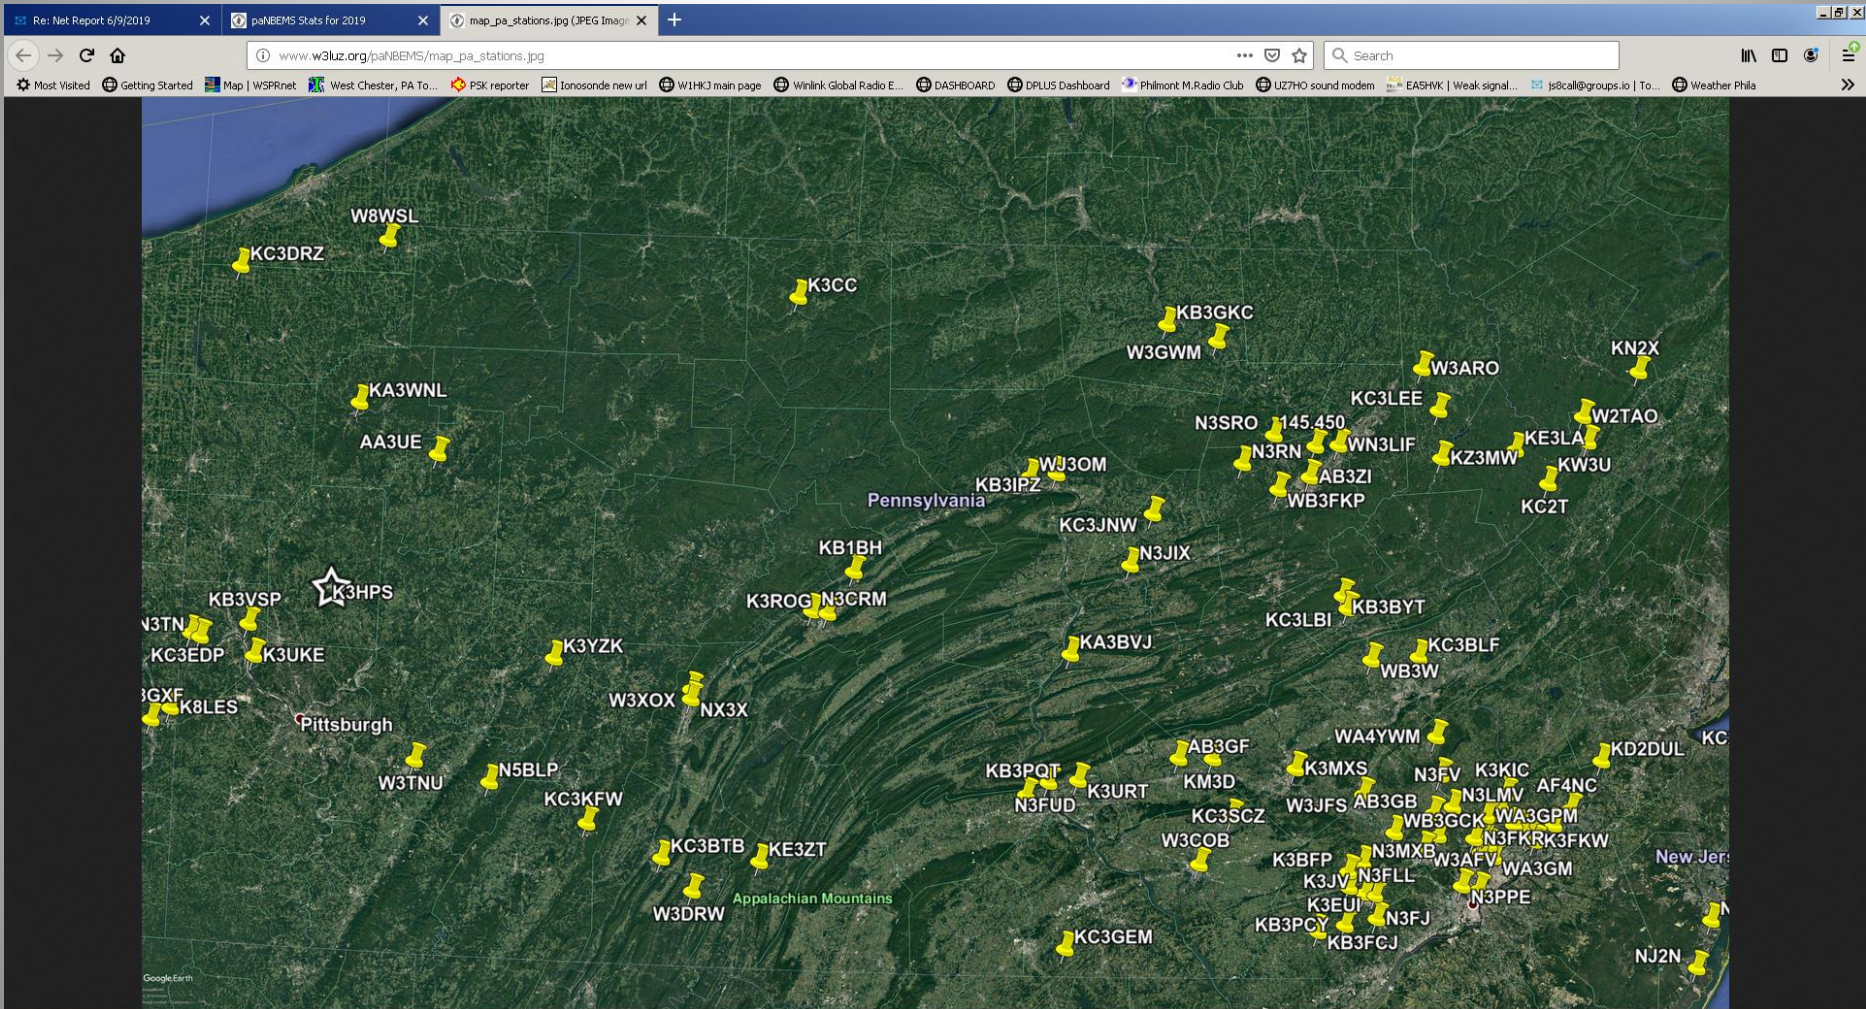 Re: Net Report 6/9/2019
paNBEMS Stats for 2019
map_pa_stations.jpg (JPEG Image
www.w3luz.org/paNBEMS/map_pa_stations.jpg
Search
Most Visited
Getting Started
Map | WSPRnet
West Chester, PA To...
PSK reporter
Ionosonde new url
W1HKJ main page
Winlink Global Radio E...
DASHBOARD
DPLUS Dashboard
Philmont M.Radio Club
UZ7HO sound modem
EA5HVK | Weak signal...
js8call@groups.io | To...
Weather Phila
W8WSL
KC3DRZ
K3CC
KB3GKC
W3GWM
KN2X
W3ARO
KA3WNL
KC3LEE
W2TAO
N3SRO
145.450
AA3UE
WN3LIF
KE3LA
N3RN
KZ3MW
KW3U
WJ3OM
KB3IPZ
AB3ZI
WB3FKP
Pennsylvania
KC2T
KC3JNW
KB1BH
N3JIX
K3HPS
KB3VSP
K3ROG
N3CRM
KB3BYT
KC3LBI
N3TN
KC3EDP
K3UKE
K3YZK
KA3BVJ
KC3BLF
WB3W
3GXF
K8LES
W3XOX
NX3X
Pittsburgh
WA4YWM
KC
AB3GF
KD2DUL
N5BLP
W3TNU
KB3PQT
K3URT
KM3D
K3MXS
N3FV
K3KIC
AF4NC
KC3KFW
N3FUD
W3JFS
AB3GB
N3LMV
KC3SCZ
WB3GCK
WA3GPM
W3COB
N3FKR
K3FKW
KC3BTB
KE3ZT
N3MXB
K3BFP
W3AFV
WA3GM
New Jer
K3JV
N3FLL
Appalachian Mountains
N3PPE
K3EUI
W3DRW
N3FJ
KB3PCY
KB3FCJ
N
KC3GEM
NJ2N
Google Earth